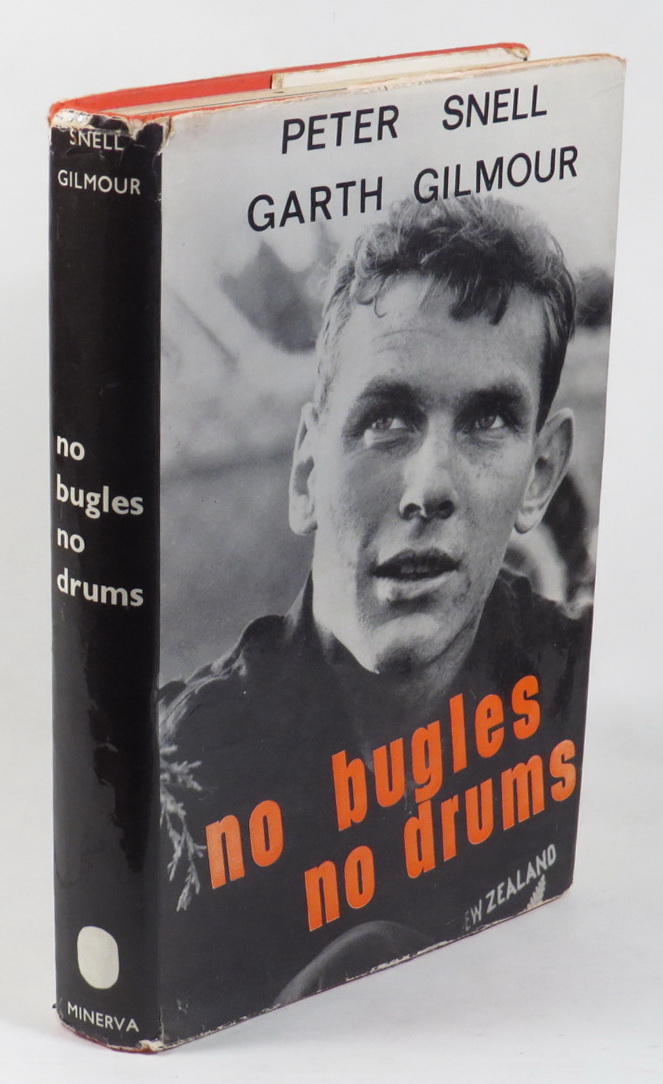 SNELL
GILMOUR
no
bugles
no
drums
MINERVA
PETER SNELL
GARTH GILMOUR
no bugles
no drums
EW ZEALAND